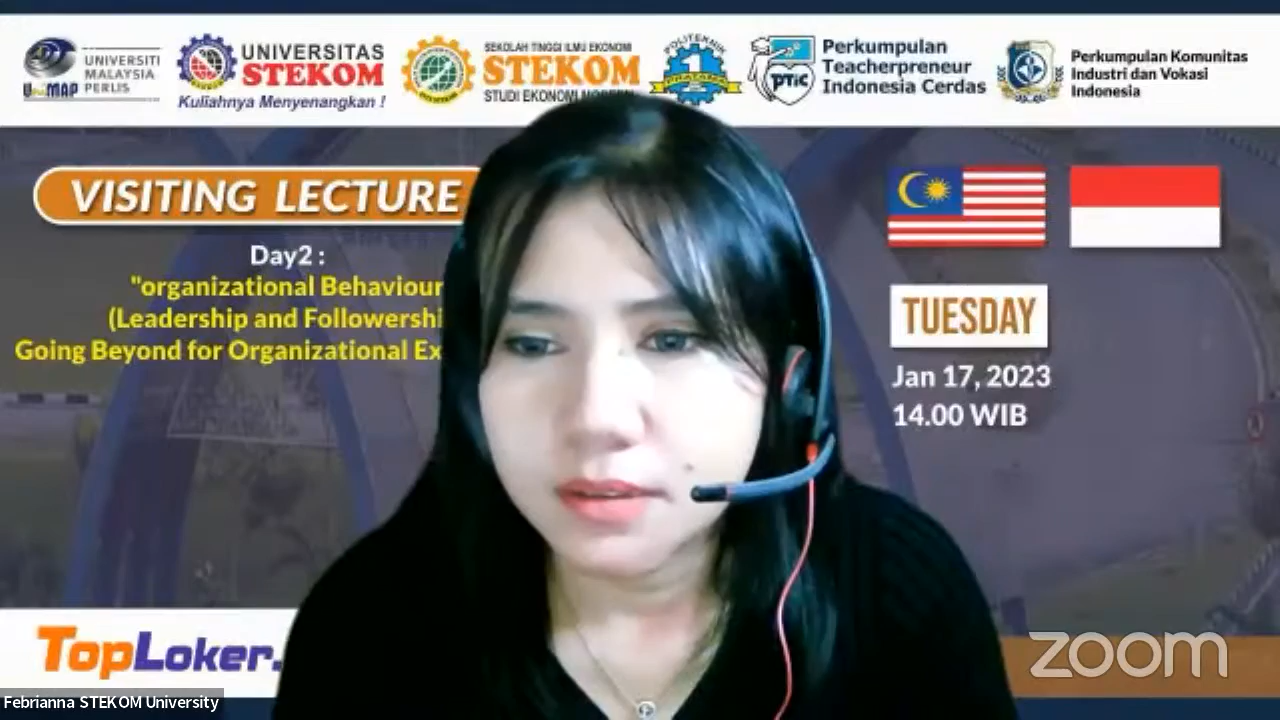 UniMAP
UNIVERSITI
MALAYSIA
PERLIS
UNIVERSITAS
STEKOM
Kuliahnya Menyenangkan !
SEKOLAH TINGGI ILMU EKONOMI
STEKOM
STUDI EKONOMI
POLITEKNIK
1
PRATAMA
PTIC
Perkumpulan
Teacherpreneur
Indonesia Cerdas
Perkumpulan Komunitas
Industri dan Vokasi
Indonesia
VISITING LECTURE
Day2 :
"organizational Behaviour
(Leadership and Followershi
Going Beyond for Organizational Ex
TUESDAY
Jan 17, 2023
14.00 WIB
TopLoker.
zoom
Febrianna STEKOM University